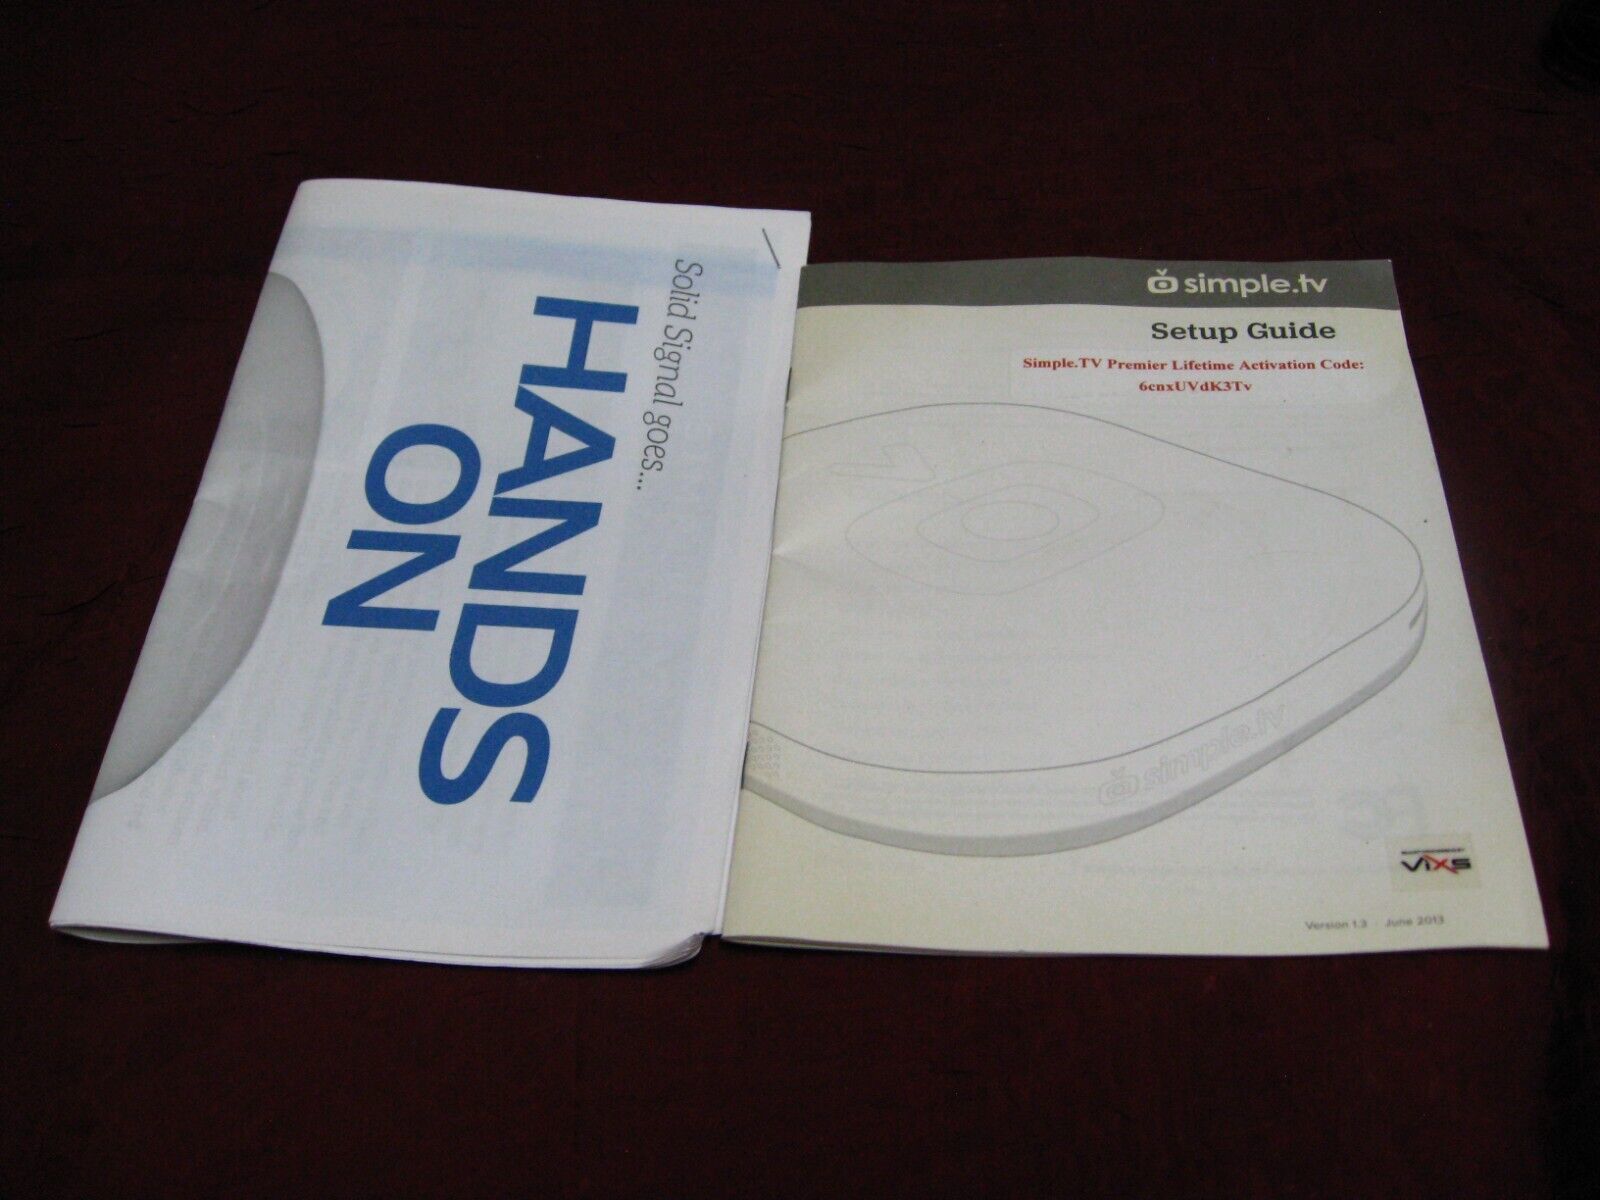 Solid Signal goes...
HANDS
ON
simple.tv
Setup Guide
Simple.TV Premier Lifetime Activation Code:
6cnxUVdK3Tv
simple.tv
ViXS
Version 1.3 · June 2013